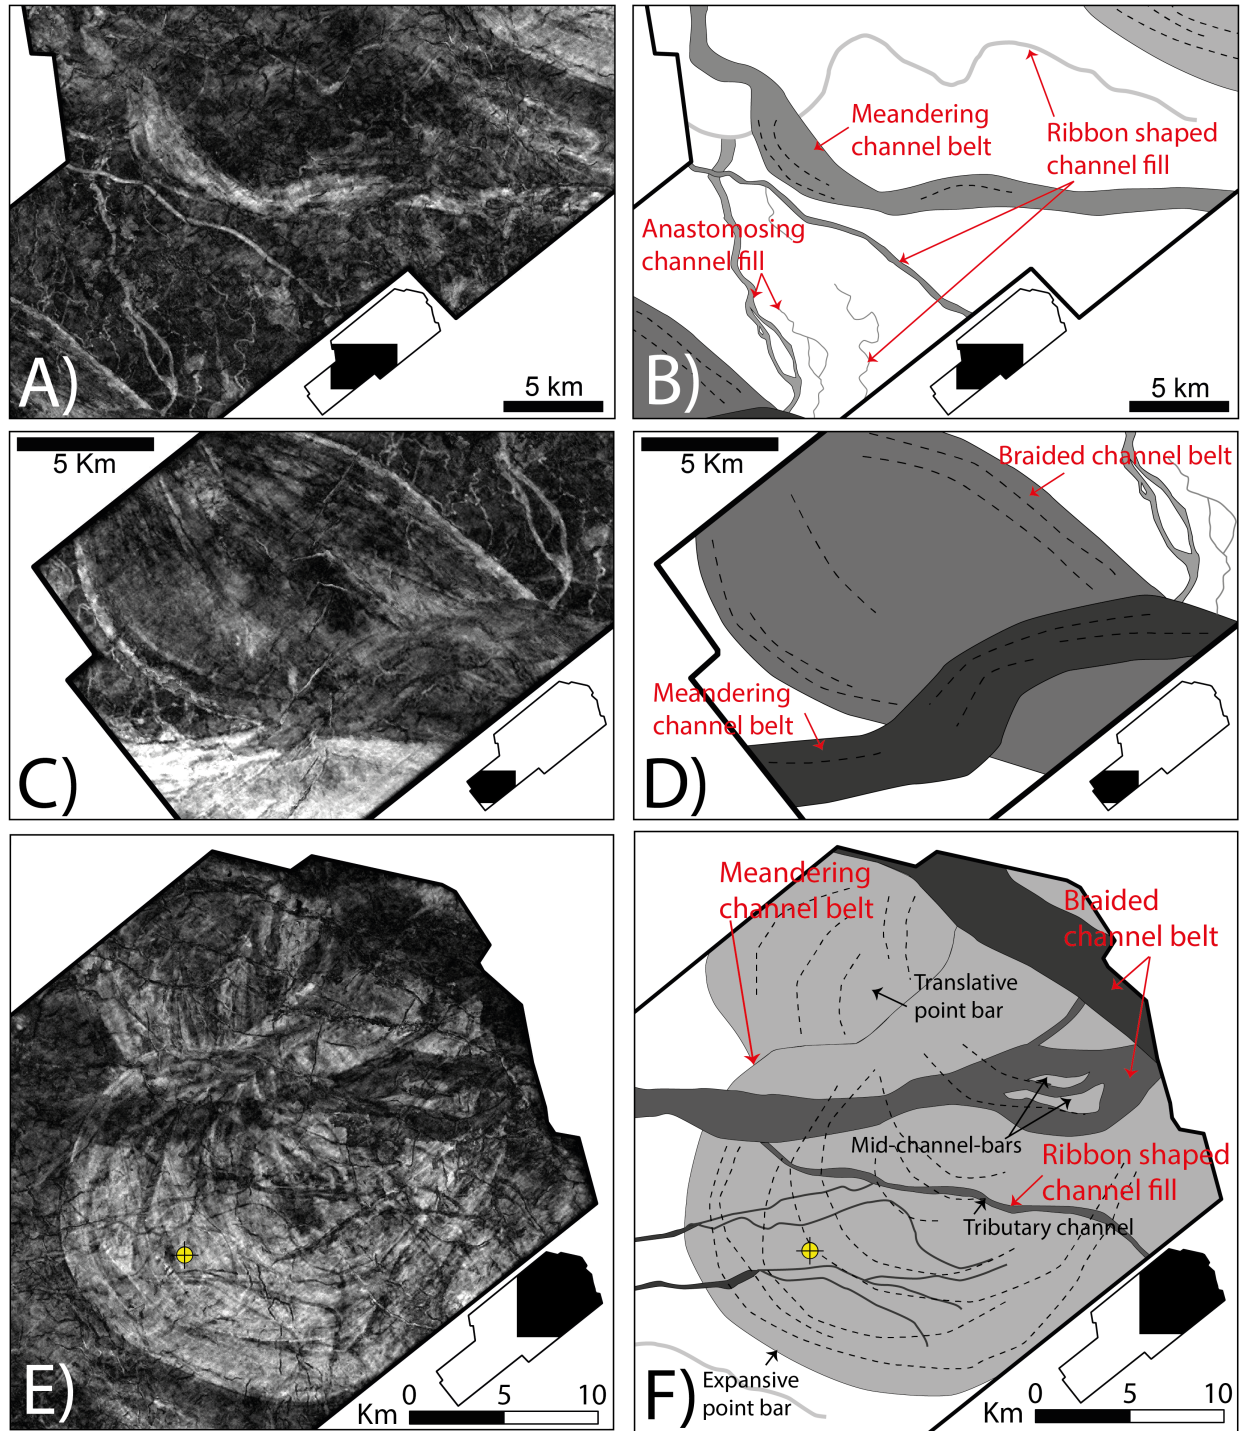 A)
5 km
Meandering
channel belt
Ribbon shaped
channel fill
Anastomosing
channel fill
B)
5 km
5 Km
C)
5 Km
Braided channel belt
Meandering
channel belt
D)
E)
0 5 10
Km
Meandering
channel belt
Braided
channel belt
Translative
point bar
Mid-channel-bars
Ribbon shaped
channel fill
Tributary channel
Expansive
point bar
F)
0 5 10
Km